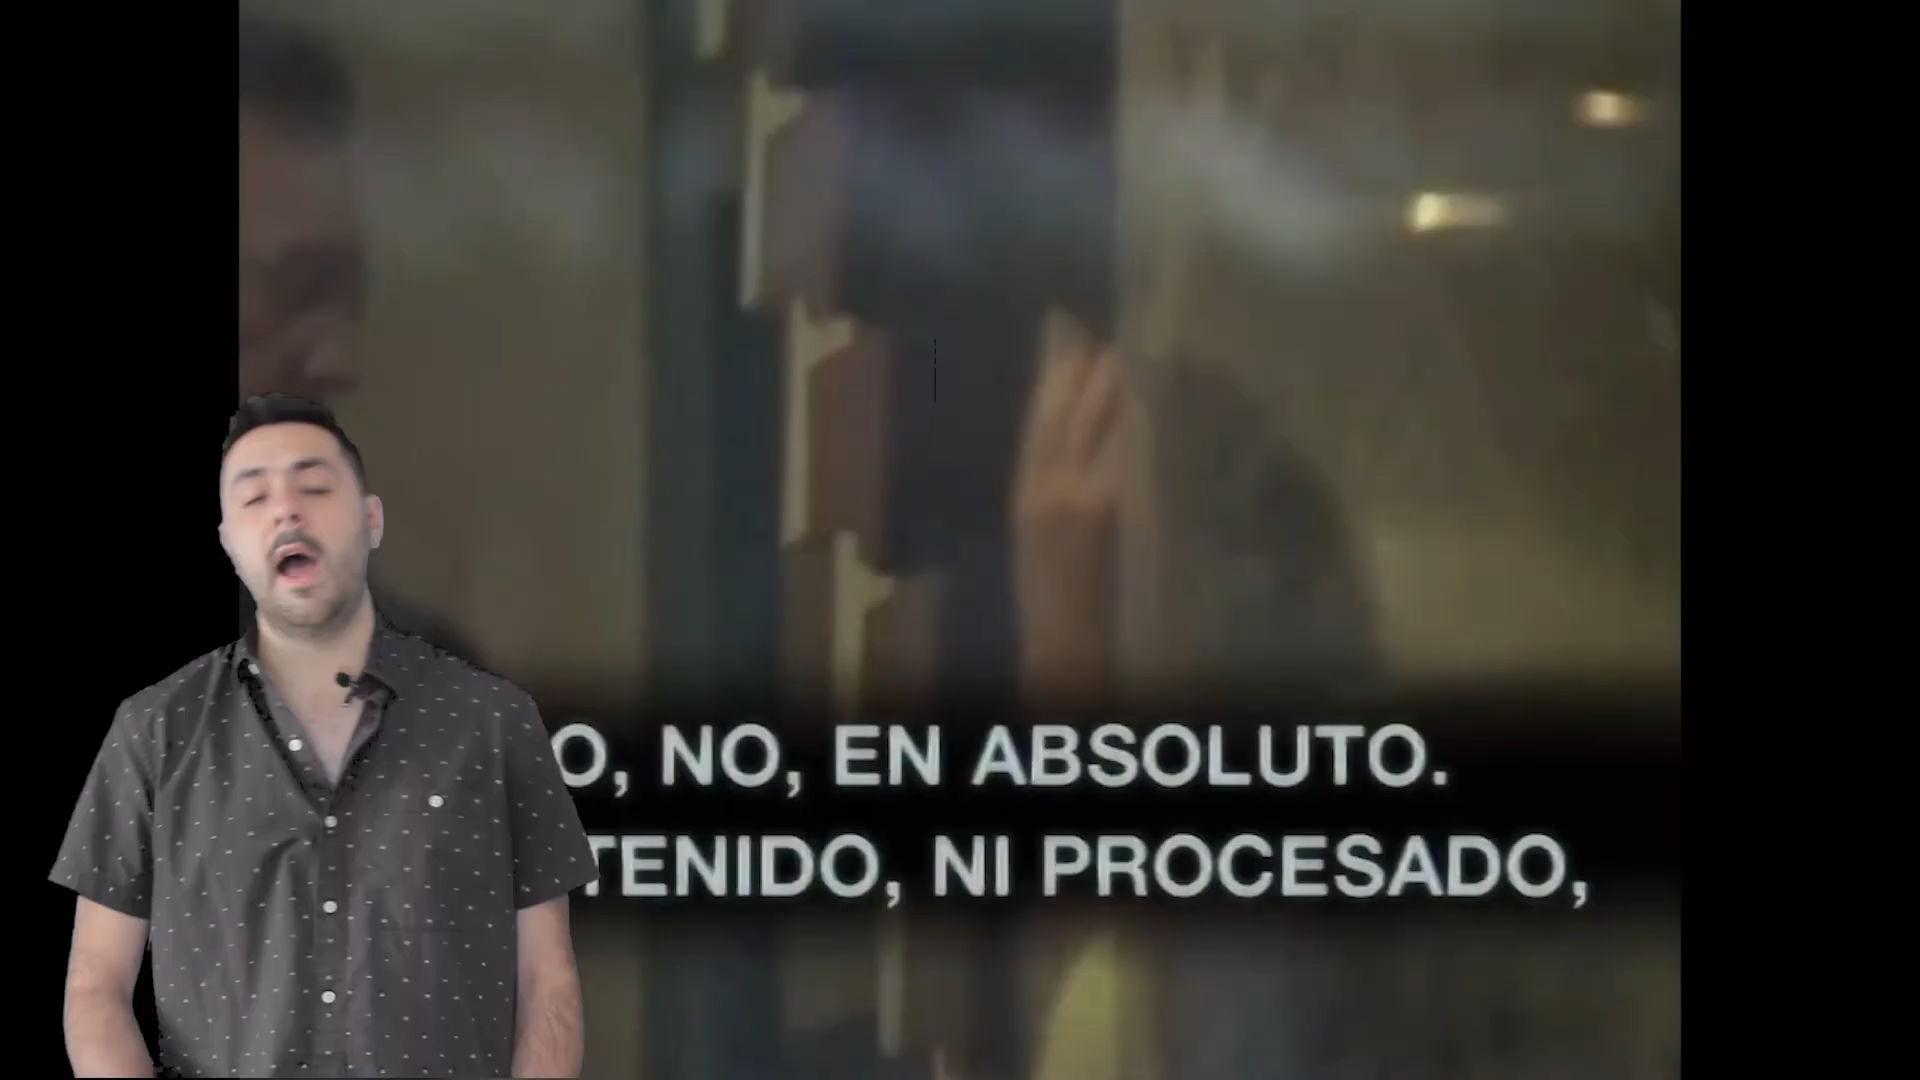 O, NO, EN ABSOLUTO.
TENIDO, NI PROCESADO,